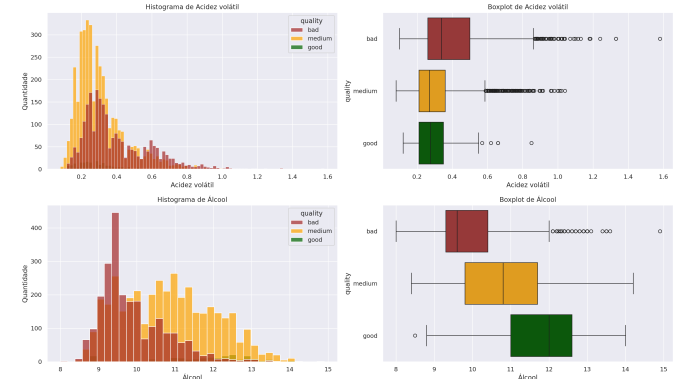 Histograma de Acidez volátil
quality
bad
medium
good
300
250
200
150
100
50
0
Quantidade
0.2 0.4 0.6 0.8 1.0 1.2 1.4 1.6
Acidez volátil
Boxplot de Acidez volátil
quality
bad
medium
good
0.2 0.4 0.6 0.8 1.0 1.2 1.4 1.6
Acidez volátil
Histograma de Álcool
quality
bad
medium
good
400
300
200
100
0
Quantidade
8 9 10 11 12 13 14 15
Álcool
Boxplot de Álcool
quality
bad
medium
good
8 9 10 11 12 13 14 15
Álcool